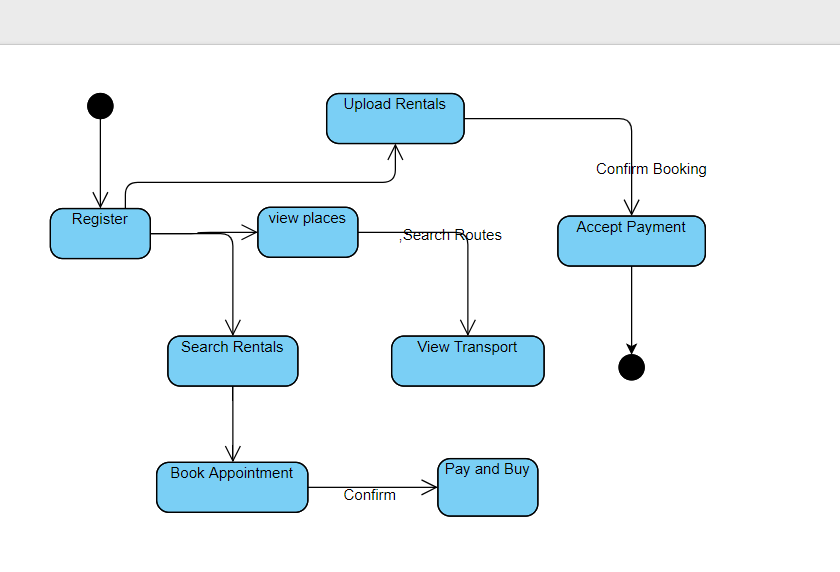 Upload Rentals
Confirm Booking
Register
view places
,Search Routes
Accept Payment
Search Rentals
View Transport
Book Appointment
Pay and Buy
Confirm